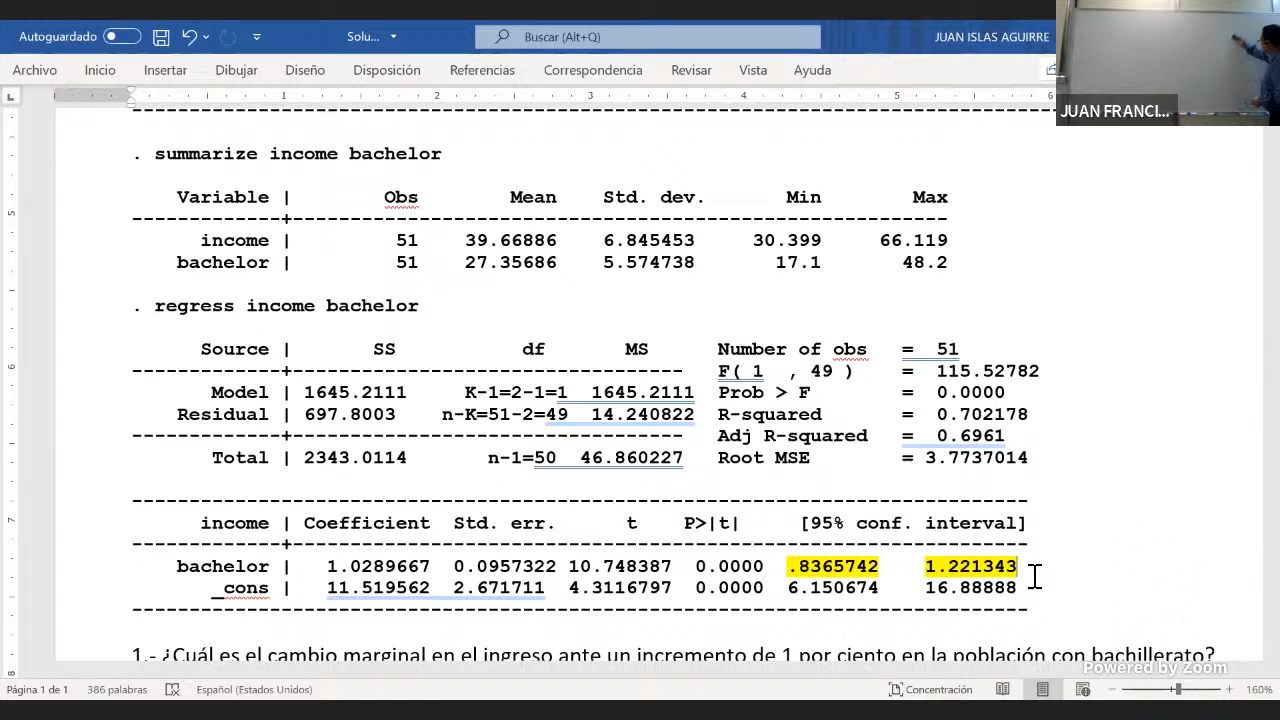 Autoguardado Solu... Buscar (Alt+Q) JUAN ISLAS AGUIRRE
Archivo Inicio Insertar Dibujar Diseño Disposición Referencias Correspondencia Revisar Vista Ayuda
JUAN FRANCI...
1 2 3 4 5 6
. summarize income bachelor
Variable | Obs Mean Std. dev. Min Max
---------------+---------------------------------------------------------
income | 51 39.66886 6.845453 30.399 66.119
bachelor | 51 27.35686 5.574738 17.1 48.2
. regress income bachelor
Source | SS df MS Number of obs = 51
F( 1 , 49 ) = 115.52782
Model | 1645.2111 K-1=2-1=1 1645.2111 Prob > F = 0.0000
Residual | 697.8003 n-K=51-2=49 14.240822 R-squared = 0.702178
Adj R-squared = 0.6961
Total | 2343.0114 n-1=50 46.860227 Root MSE = 3.7737014
income | Coefficient Std. err. t P>|t| [95% conf. interval]
bachelor | 1.0289667 0.0957322 10.748387 0.0000 .8365742 1.221343
_cons | 11.519562 2.671711 4.3116797 0.0000 6.150674 16.88888
1.- ¿Cuál es el cambio marginal en el ingreso ante un incremento de 1 por ciento en la población con bachillerato?
Powered by Zoom
Página 1 de 1 386 palabras Español (Estados Unidos) Concentración 160%